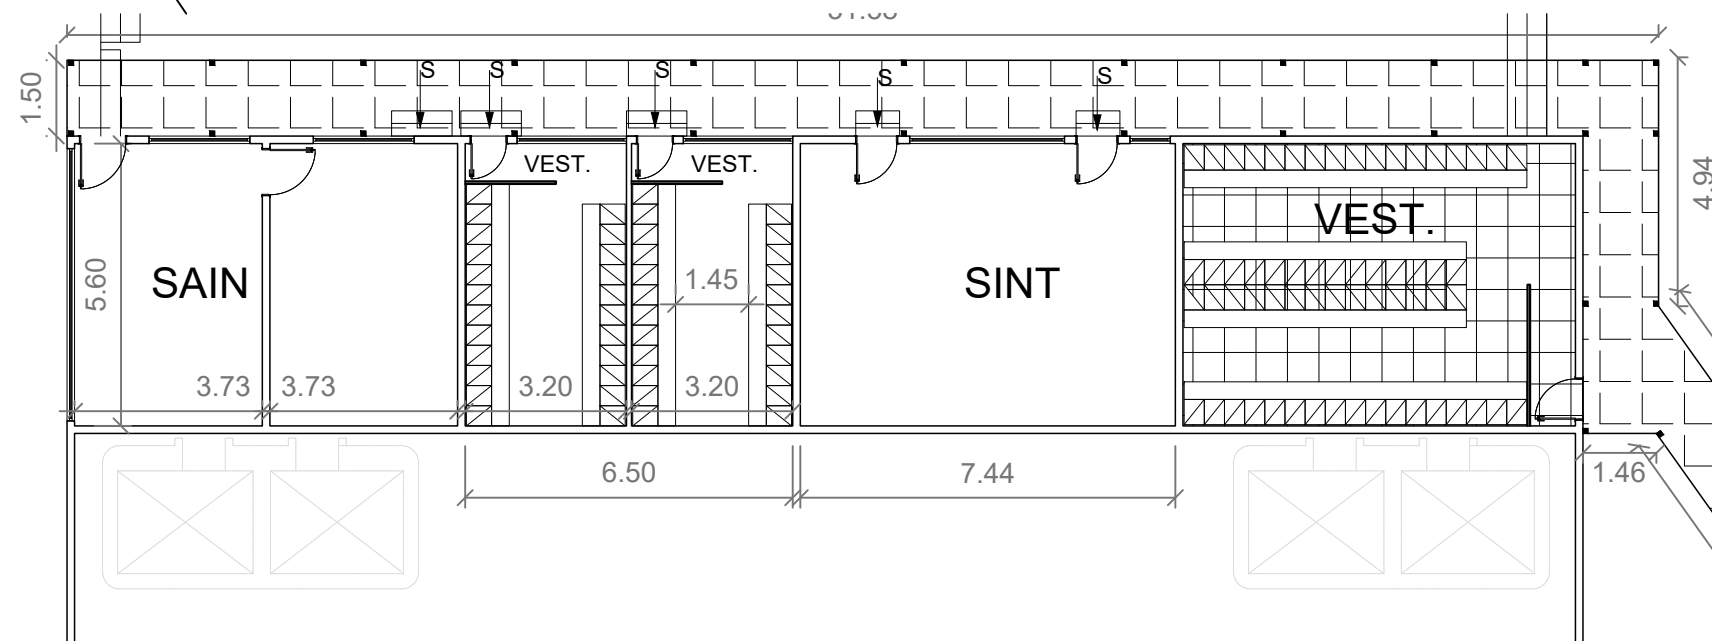 S S S S S
1.50
VEST. VEST.
4.94
VEST.
5.60
SAIN
1.45
SINT
3.73 3.73 3.20 3.20
6.50 7.44 1.46